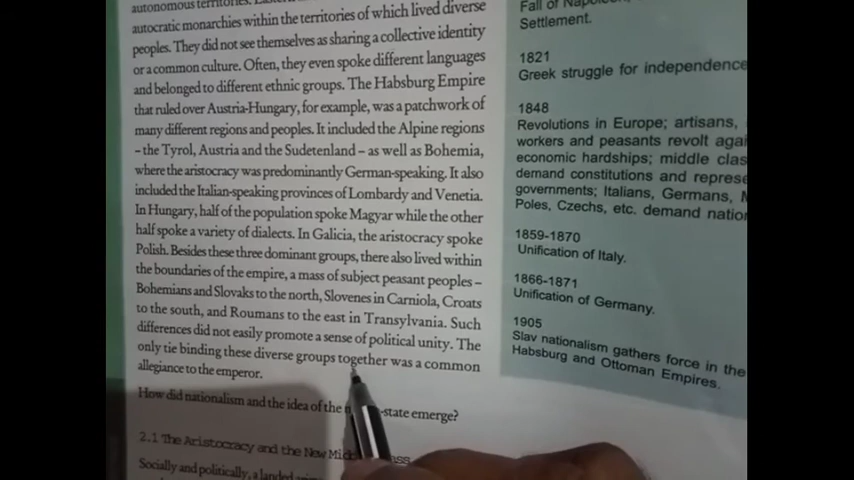 autonomous territories.
autocratic monarchies within the territories of which lived diverse
peoples. They did not see themselves as sharing a collective identity
or a common culture. Often, they even spoke different languages
and belonged to different ethnic groups. The Habsburg Empire
that ruled over Austria-Hungary, for example, was a patchwork of
many different regions and peoples. It included the Alpine regions
– the Tyrol, Austria and the Sudetenland – as well as Bohemia,
where the aristocracy was predominantly German-speaking. It also
included the Italian-speaking provinces of Lombardy and Venetia.
In Hungary, half of the population spoke Magyar while the other
half spoke a variety of dialects. In Galicia, the aristocracy spoke
Polish. Besides these three dominant groups, there also lived within
the boundaries of the empire, a mass of subject peasant peoples –
Bohemians and Slovaks to the north, Slovenes in Carniola, Croats
to the south, and Roumans to the east in Transylvania. Such
differences did not easily promote a sense of political unity. The
only tie binding these diverse groups together was a common
allegiance to the emperor.
How did nationalism and the idea of the -state emerge?
2.1 The Aristocracy and the New
Socially and politically, a landed
Fall of
Settlement.
1821
Greek struggle for independence
1848
Revolutions in Europe; artisans,
workers and peasants revolt
economic hardships; middle
demand constitutions and
governments; Italians, Germans,
Poles, Czechs, etc. demand
1859-1870
Unification of Italy.
1866-1871
Unification of Germany.
1905
Slav nationalism gathers force in the
Habsburg and Ottoman Empires.